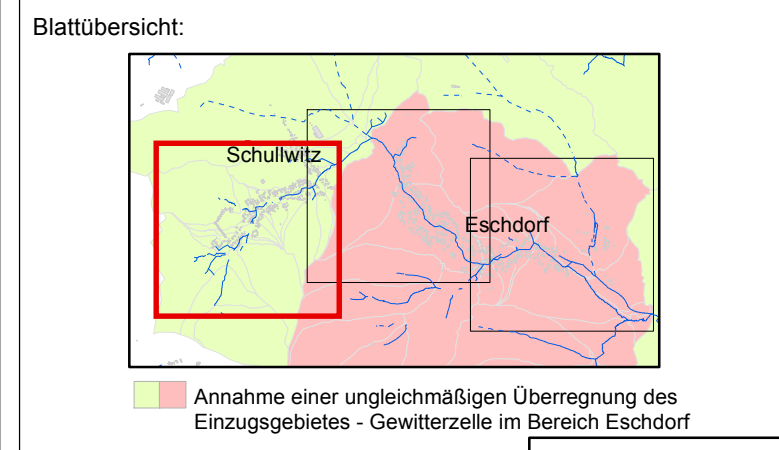 Blattübersicht:
Schullwitz
Eschdorf
Annahme einer ungleichmäßigen Überregnung des
Einzugsgebietes - Gewitterzelle im Bereich Eschdorf